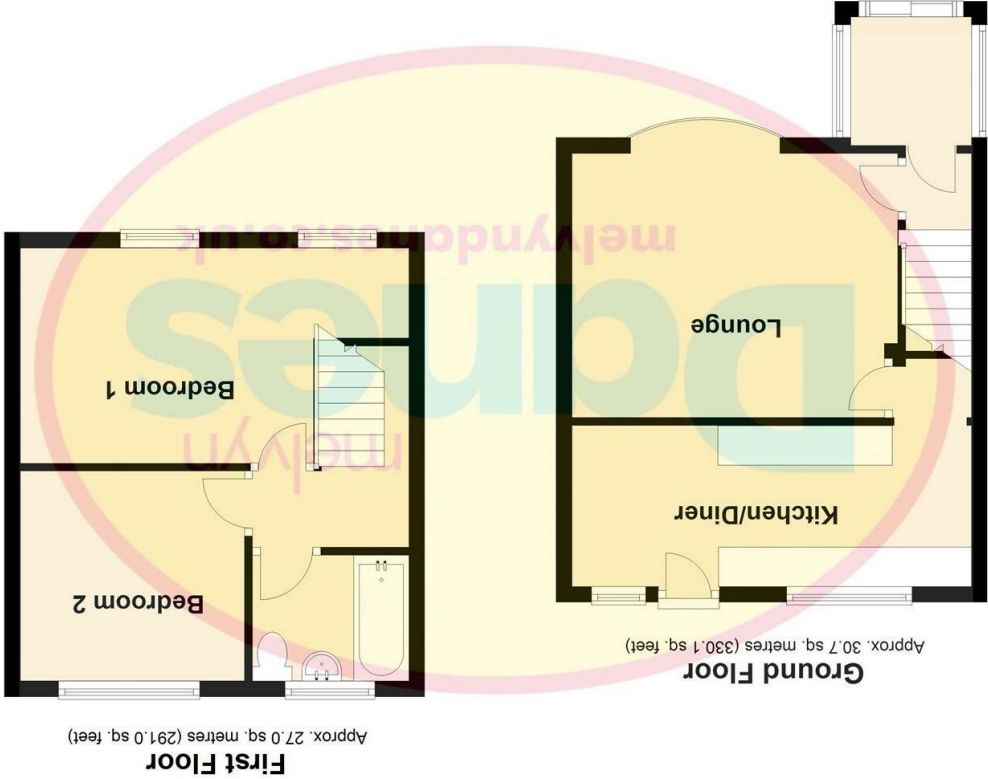 Ground Floor
Approx. 30.7 sq. metres (330.1 sq. feet)
Kitchen/Diner
Lounge
First Floor
Approx. 27.0 sq. metres (291.0 sq. feet)
Bedroom 2
Bedroom 1
melyvn
Danes
melvyndanes.co.uk